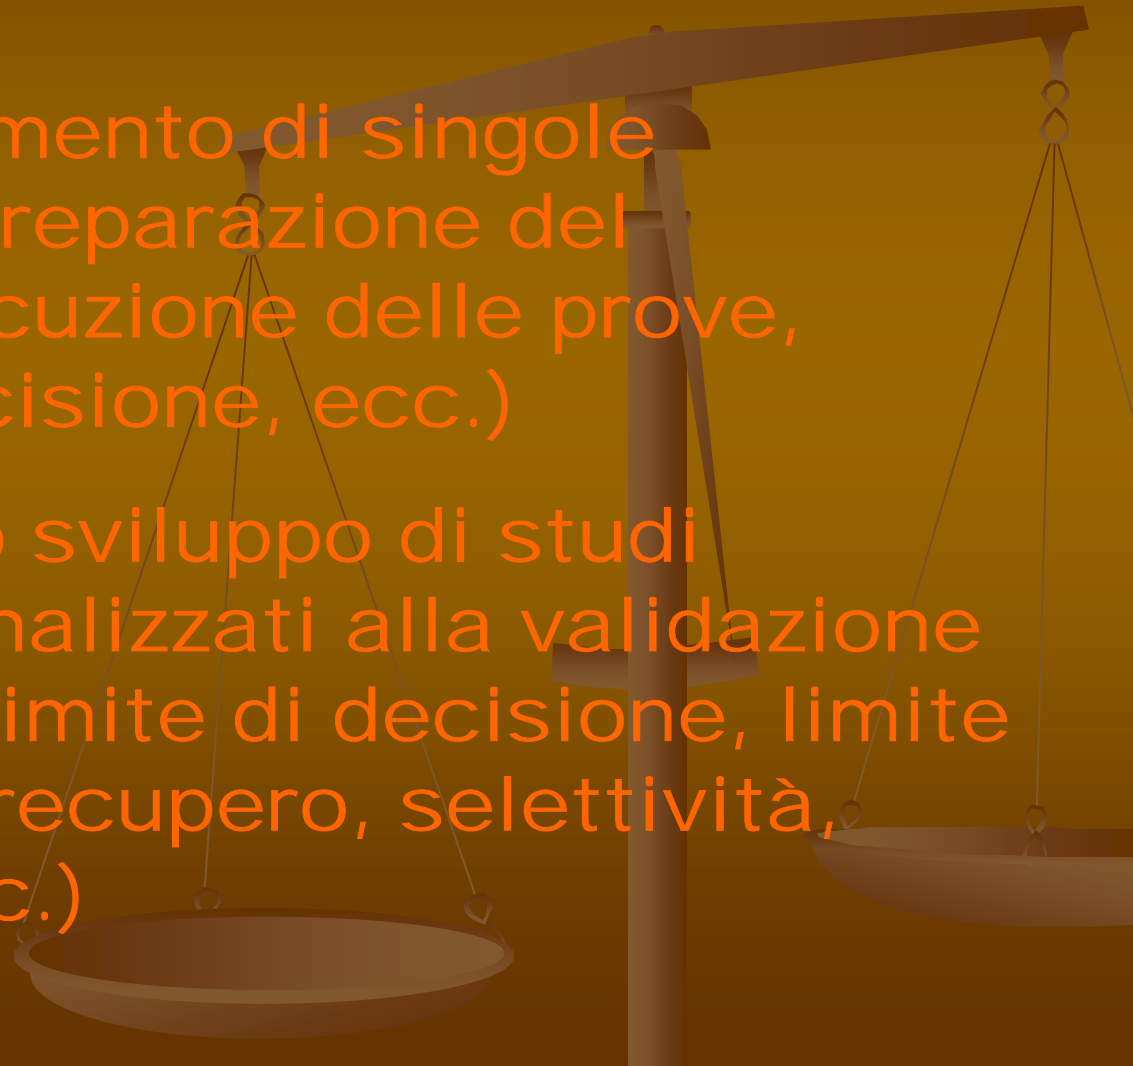 mento di singole
reparazione del
cuzione delle prove,
cisione, ecc.)
o sviluppo di studi
nalizzati alla validazione
imite di decisione, limite
recupero, selettività,
c.)